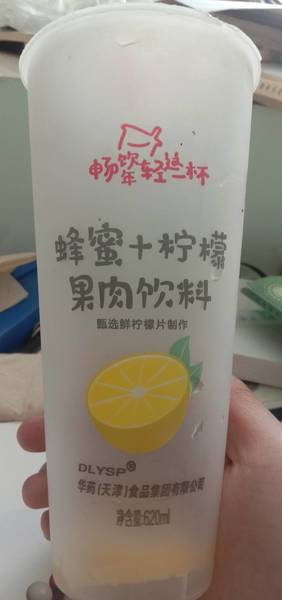 畅饮年轻这一杯
蜂蜜+柠檬
果肉饮料
甄选鲜柠檬片制作
DLYSP®
华药(天津)食品集团有限公司
净含量:620ml